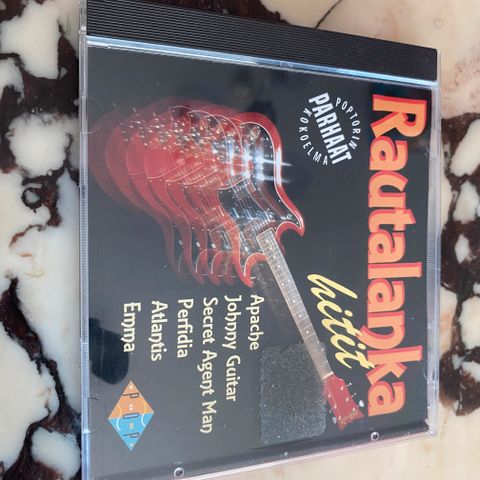 Rautalanka
hitit
POPTORIN
PARHAAT
KOKOELMA
Apache
Johnny Guitar
Secret Agent Man
Perfidia
Atlantis
Emma